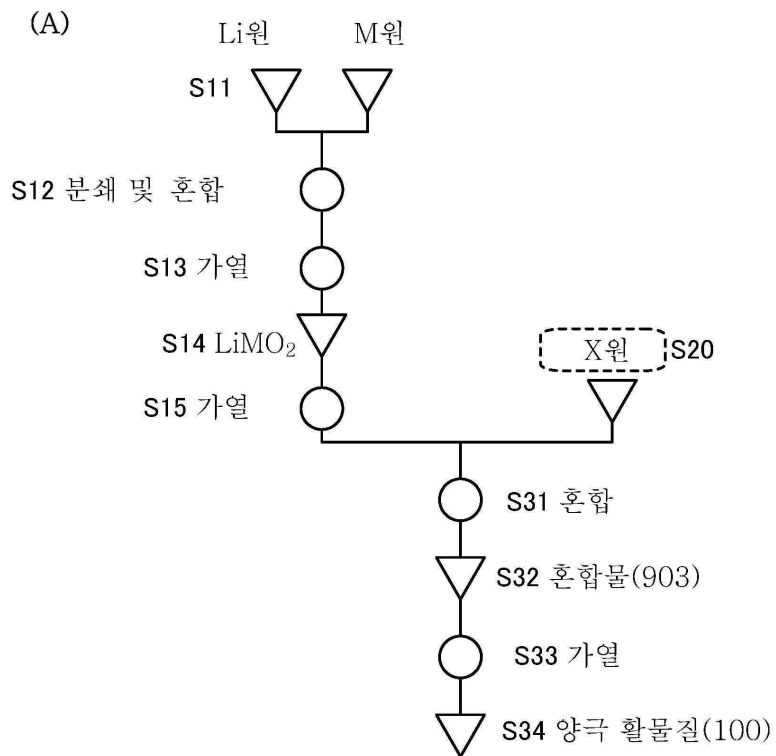 (A)
Li원 M원
S11
S12 분쇄 및 혼합
S13 가열
S14 LiMO₂
X원 S20
S15 가열
S31 혼합
S32 혼합물(903)
S33 가열
S34 양극 활물질(100)